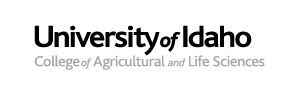 University of Idaho
College of Agricultural and Life Sciences